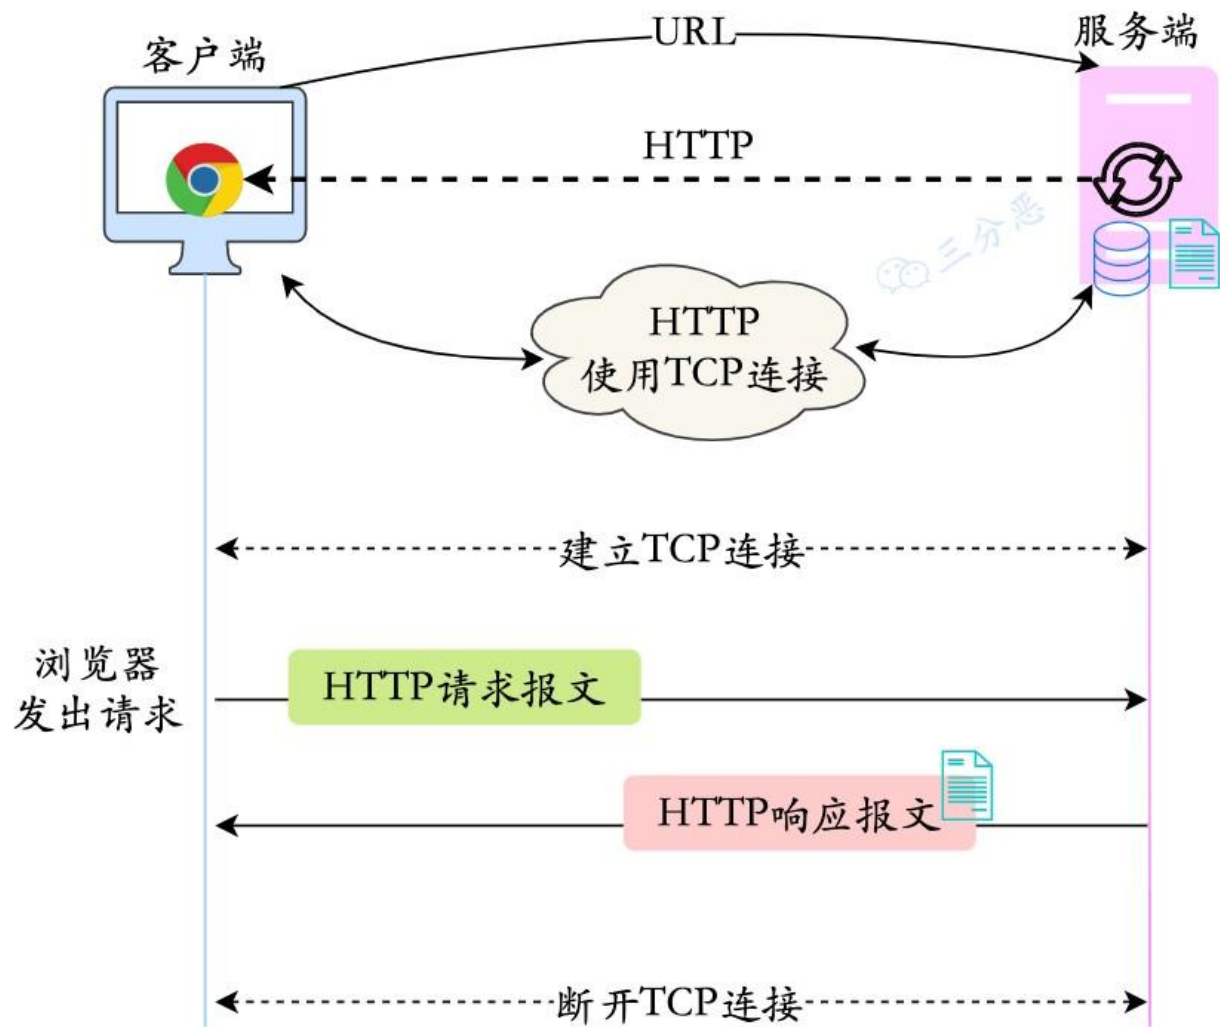 客户端
URL
服务端
HTTP
三分恶
HTTP
使用TCP连接
建立TCP连接
浏览器
发出请求
HTTP请求报文
HTTP响应报文
断开TCP连接